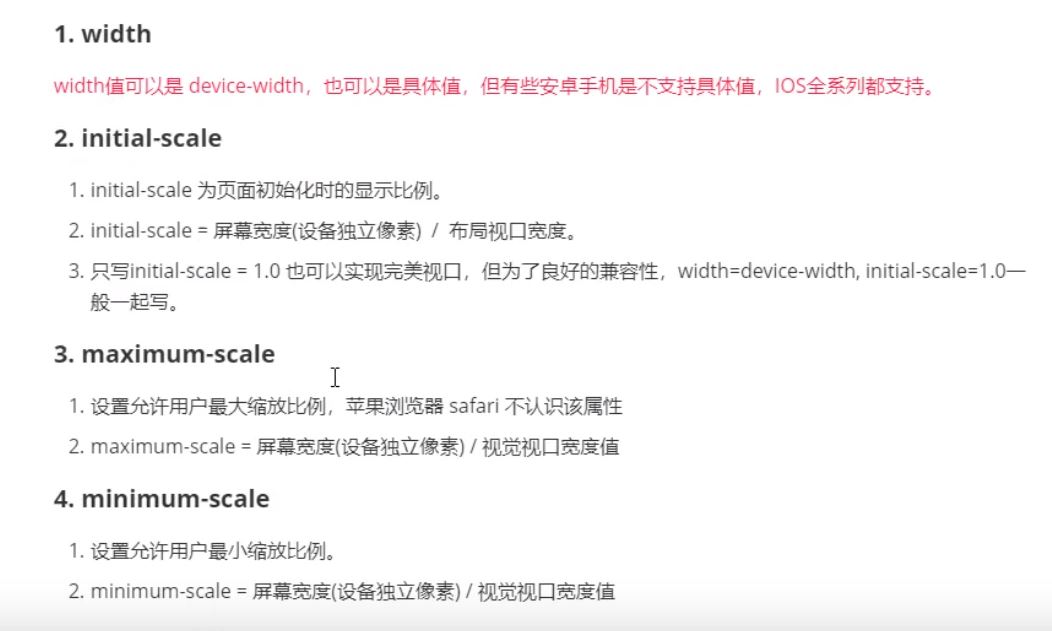 1. width
width值可以是 device-width，也可以是具体值，但有些安卓手机是不支持具体值，IOS全系列都支持。
2. initial-scale
1. initial-scale 为页面初始化时的显示比例。
2. initial-scale = 屏幕宽度(设备独立像素) / 布局视口宽度。
3. 只写initial-scale = 1.0 也可以实现完美视口，但为了良好的兼容性，width=device-width, initial-scale=1.0一
般一起写。
3. maximum-scale
1. 设置允许用户最大缩放比例，苹果浏览器 safari 不认识该属性
2. maximum-scale = 屏幕宽度(设备独立像素) / 视觉视口宽度值
4. minimum-scale
1. 设置允许用户最小缩放比例。
2. minimum-scale = 屏幕宽度(设备独立像素) / 视觉视口宽度值